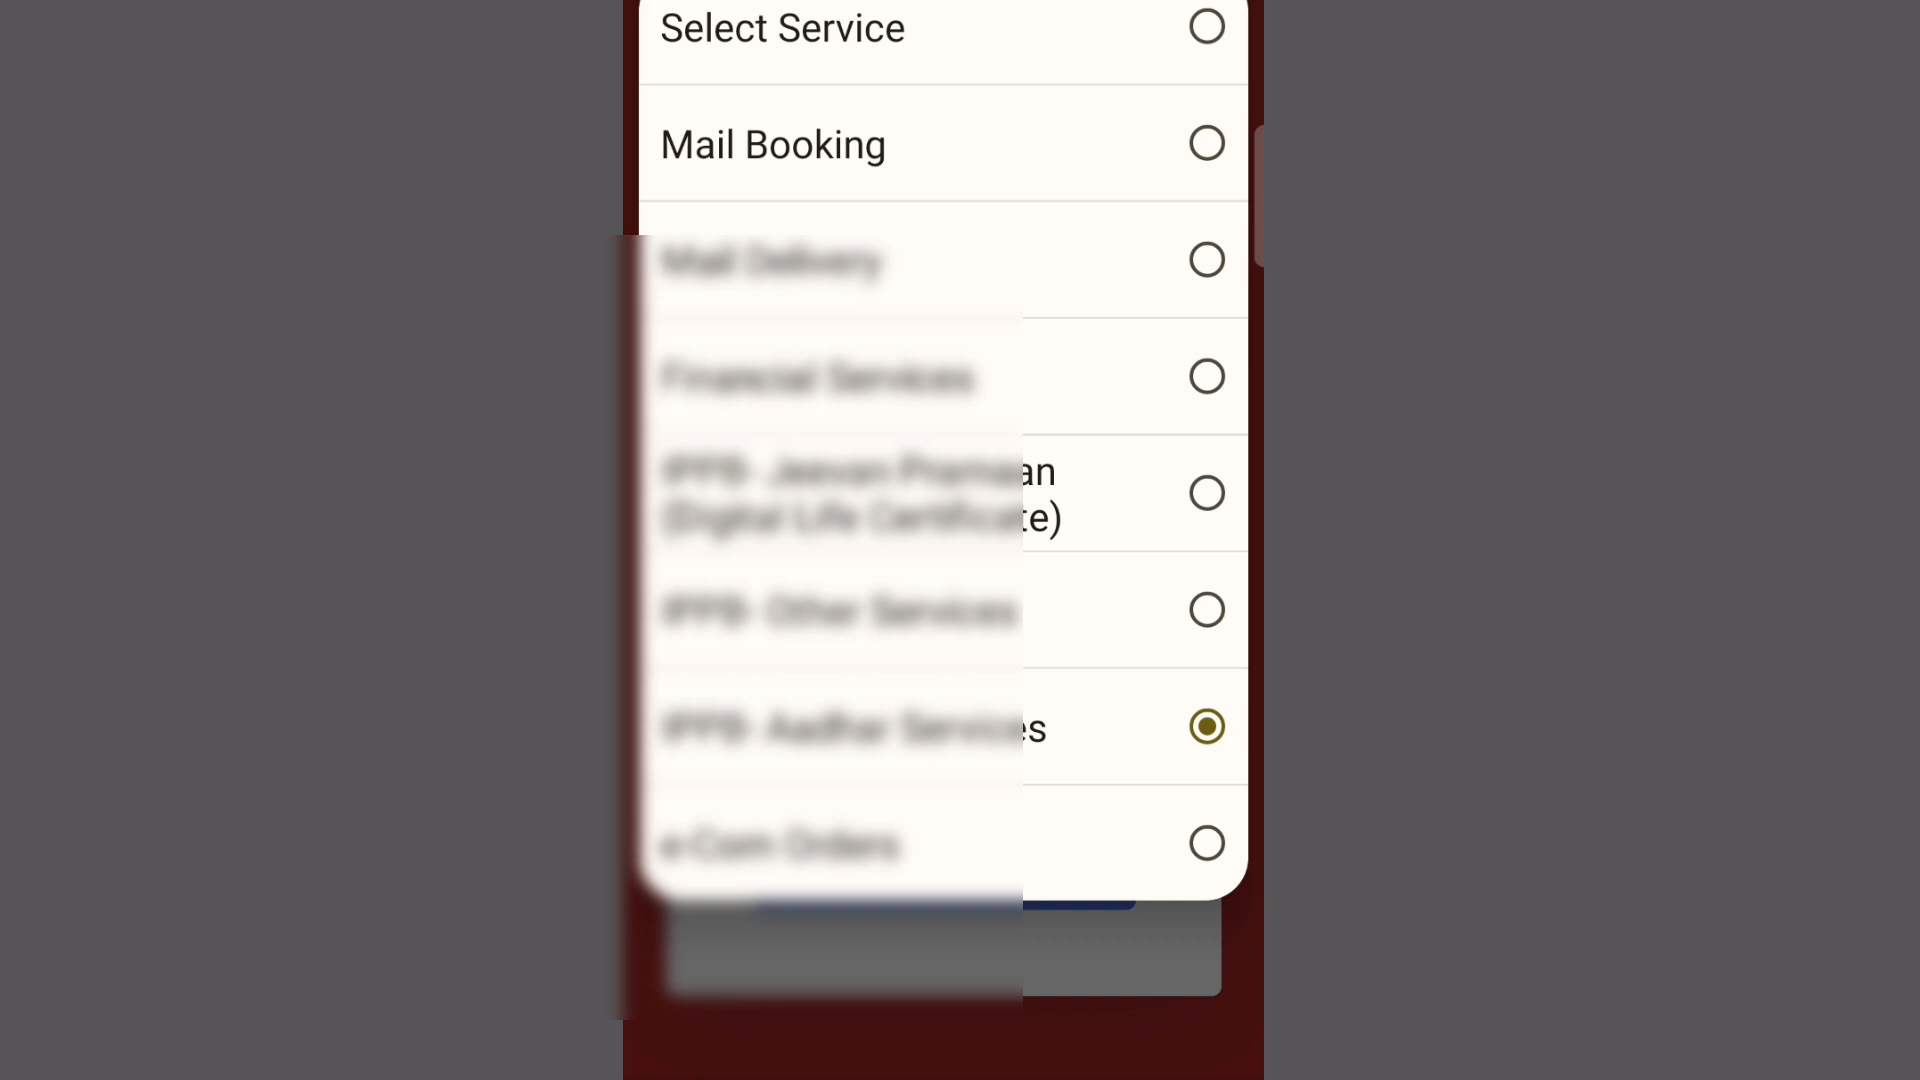 Select Service
Mail Booking
Mail Delivery
Financial Services
IPPB- Jeevan Pramaan
(Digital Life Certificate)
IPPB- Other Services
IPPB- Aadhar Services
e-Com Orders